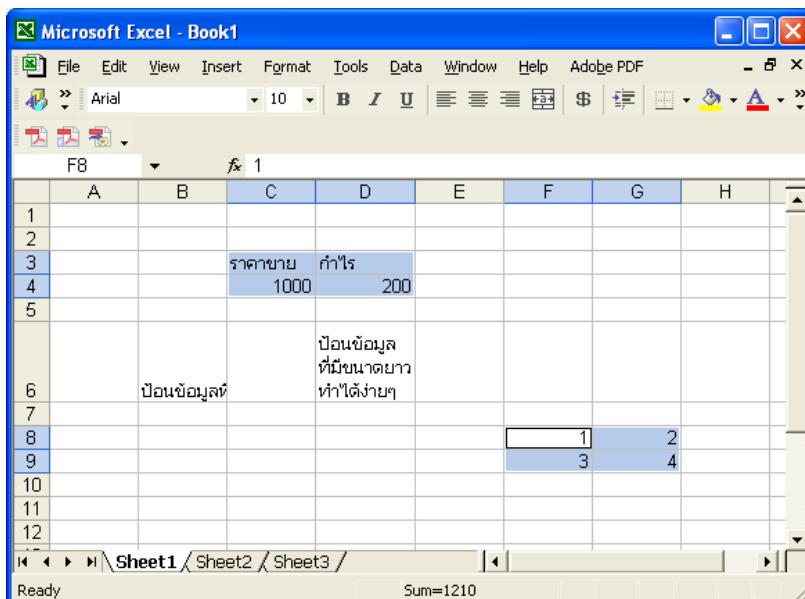 Microsoft Excel - Book1
File Edit View Insert Format Tools Data Window Help Adobe PDF
Arial 10 B I U $ A
F8 fx 1
A B C D E F G H
1
2
3 ราคาขาย กำไร
4 1000 200
5
ป้อนข้อมูล
ที่มีขนาดยาว
6 ป้อนข้อมูลที่ ทำได้ง่ายๆ
7
8 1 2
9 3 4
10
11
12
Sheet1 Sheet2 Sheet3
Ready Sum=1210